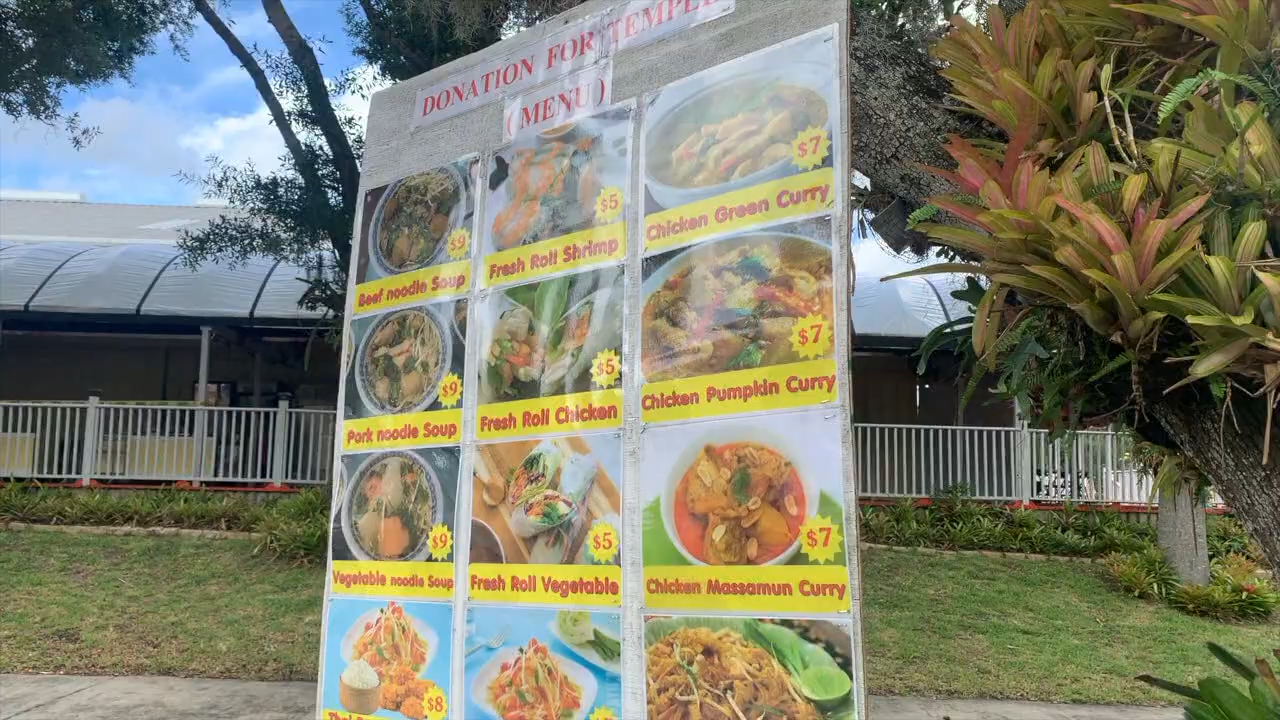 DONATION FOR TEMPLE
(MENU)
$9
Beef noodle Soup
$5
Fresh Roll Shrimp
$7
Chicken Green Curry
$9
Pork noodle Soup
$5
Fresh Roll Chicken
$7
Chicken Pumpkin Curry
$9
Vegetable noodle Soup
$5
Fresh Roll Vegetable
$7
Chicken Massamun Curry
$8